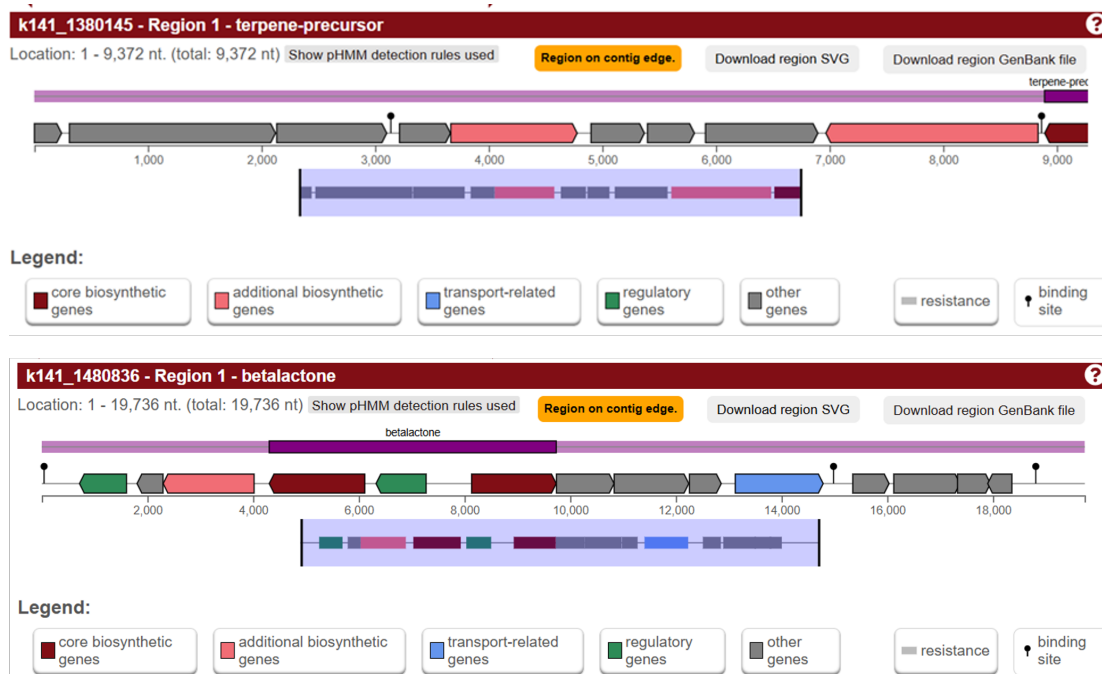 k141_1380145 - Region 1 - terpene-precursor
?
Location: 1 - 9,372 nt. (total: 9,372 nt) Show pHMM detection rules used Region on contig edge. Download region SVG Download region GenBank file
terpene-prec
1,000 2,000 3,000 4,000 5,000 6,000 7,000 8,000 9,000
Legend:
core biosynthetic genes
additional biosynthetic genes
transport-related genes
regulatory genes
other genes
resistance
binding site
k141_1480836 - Region 1 - betalactone
?
Location: 1 - 19,736 nt. (total: 19,736 nt) Show pHMM detection rules used Region on contig edge. Download region SVG Download region GenBank file
betalactone
2,000 4,000 6,000 8,000 10,000 12,000 14,000 16,000 18,000
Legend:
core biosynthetic genes
additional biosynthetic genes
transport-related genes
regulatory genes
other genes
resistance
binding site